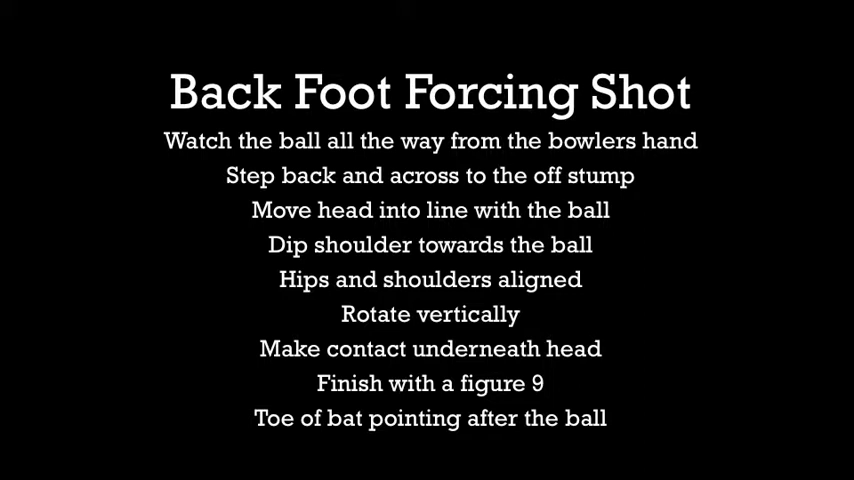 Back Foot Forcing Shot
Watch the ball all the way from the bowlers hand
Step back and across to the off stump
Move head into line with the ball
Dip shoulder towards the ball
Hips and shoulders aligned
Rotate vertically
Make contact underneath head
Finish with a figure 9
Toe of bat pointing after the ball